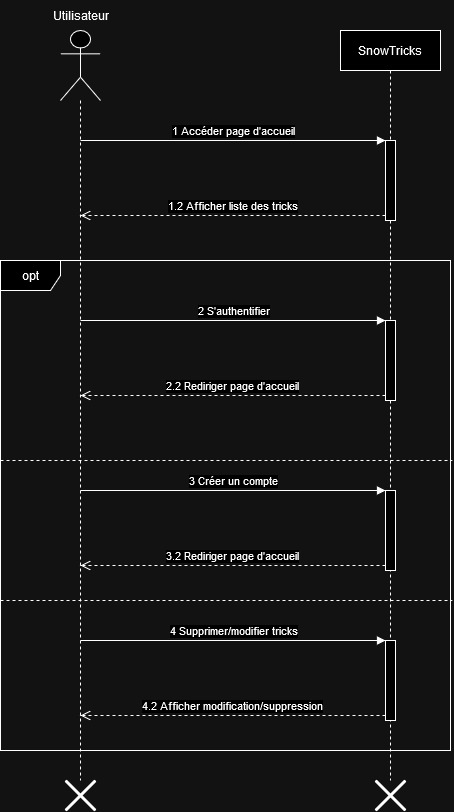 Utilisateur
SnowTricks
1 Accéder page d'accueil
1.2 Afficher liste des tricks
opt
2 S'authentifier
2.2 Rediriger page d'accueil
3 Créer un compte
3.2 Rediriger page d'accueil
4 Supprimer/modifier tricks
4.2 Afficher modification/suppression